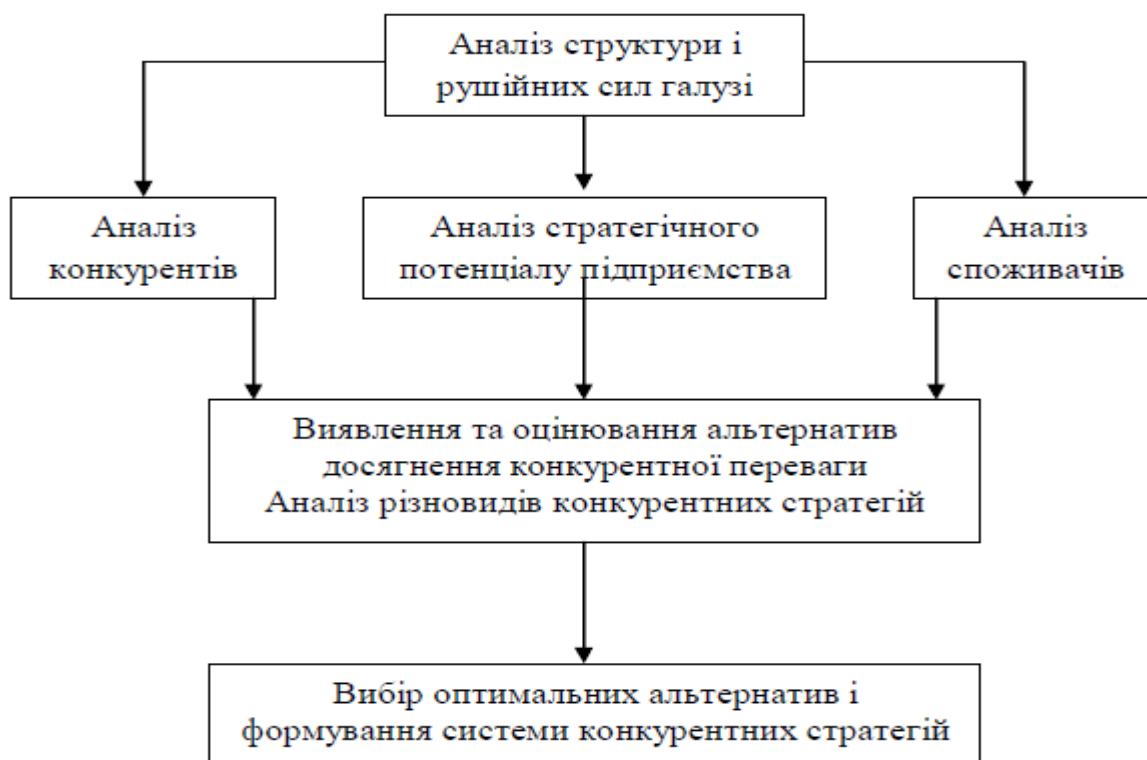 Аналіз структури і
рушійних сил галузі
Аналіз
конкурентів
Аналіз стратегічного
потенціалу підприємства
Аналіз
споживачів
Виявлення та оцінювання альтернатив
досягнення конкурентної переваги
Аналіз різновидів конкурентних стратегій
Вибір оптимальних альтернатив і
формування системи конкурентних стратегій